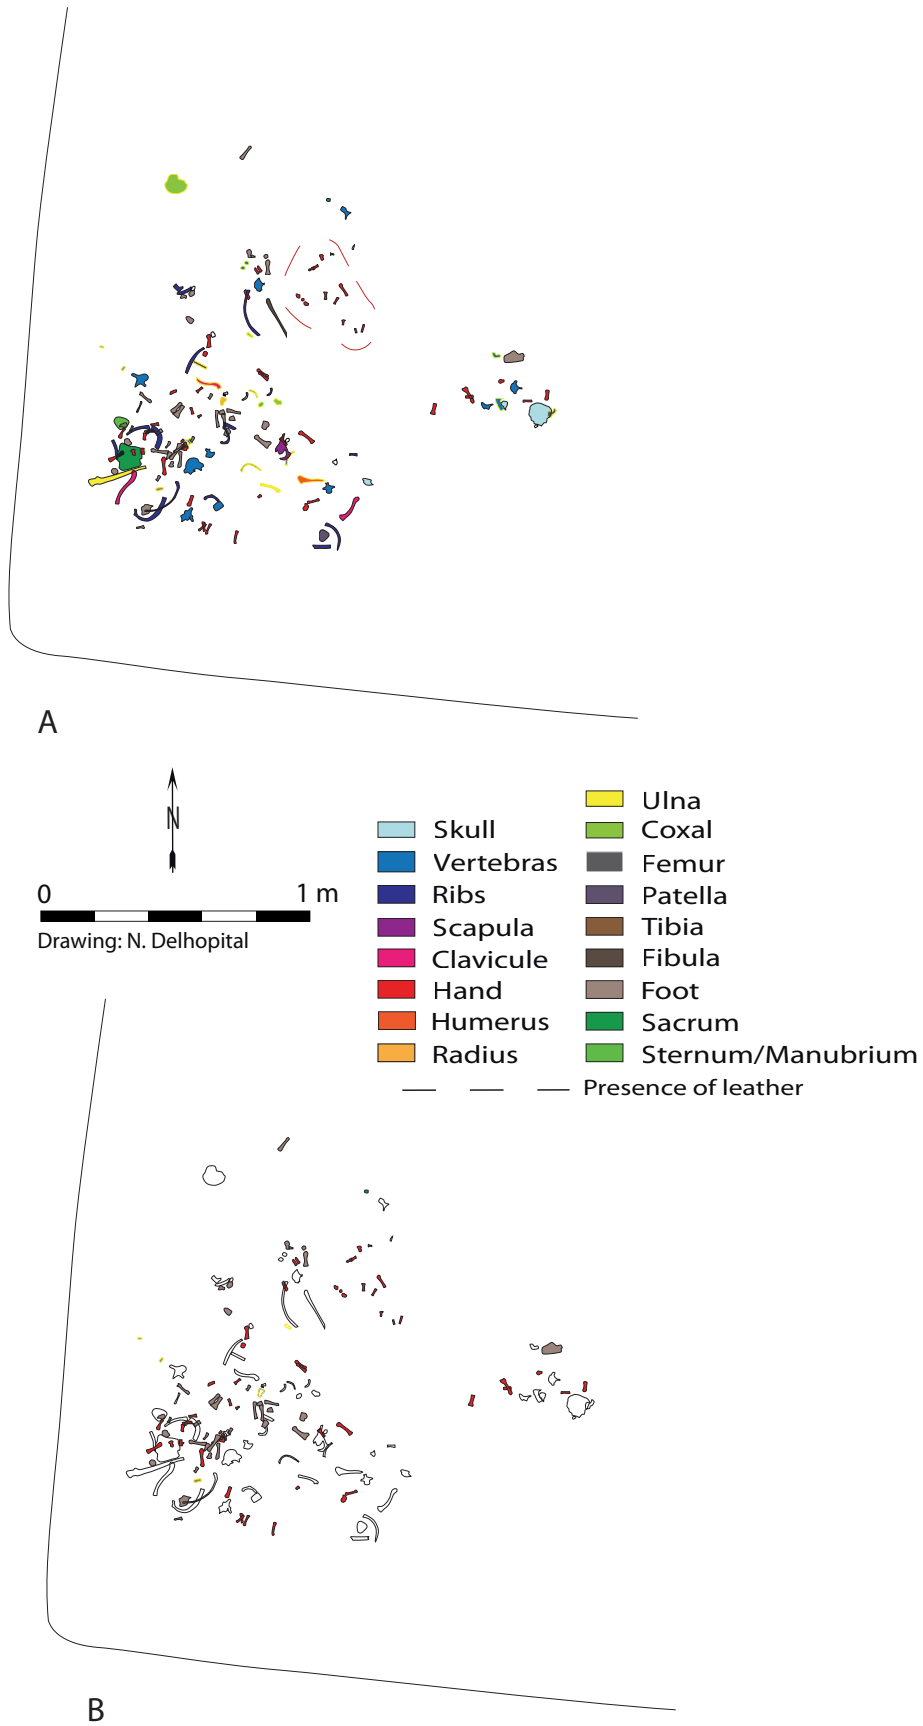 A
N
0 1 m
Drawing: N. Delhopital
Skull
Vertebras
Ribs
Scapula
Clavicule
Hand
Humerus
Radius
Ulna
Coxal
Femur
Patella
Tibia
Fibula
Foot
Sacrum
Sternum/Manubrium
Presence of leather
B